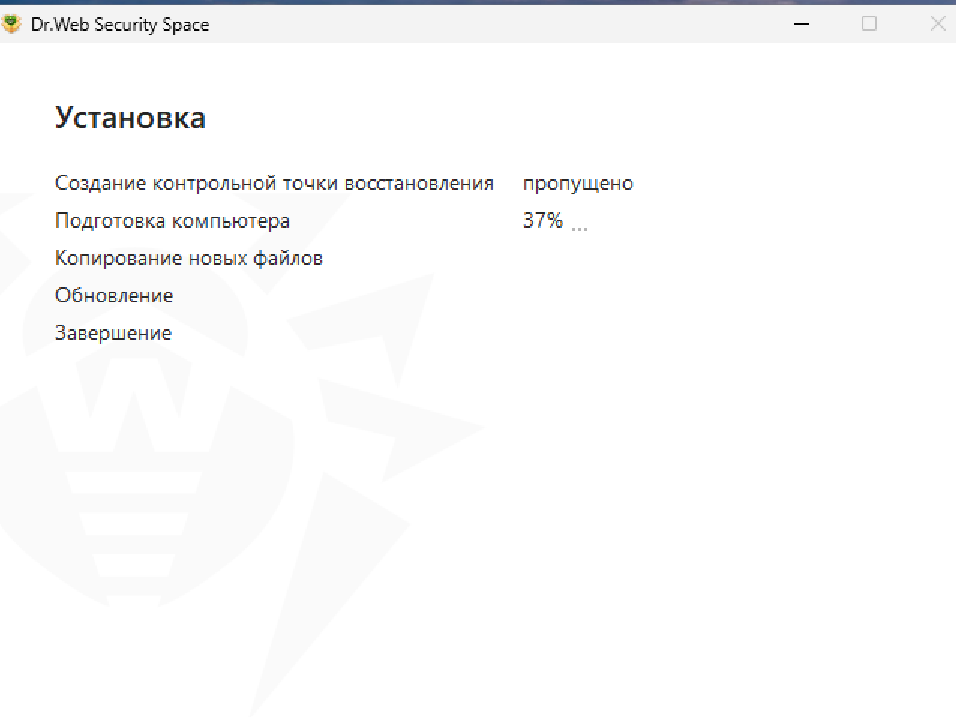 Dr.Web Security Space
Установка
Создание контрольной точки восстановления пропущено
Подготовка компьютера 37% ...
Копирование новых файлов
Обновление
Завершение